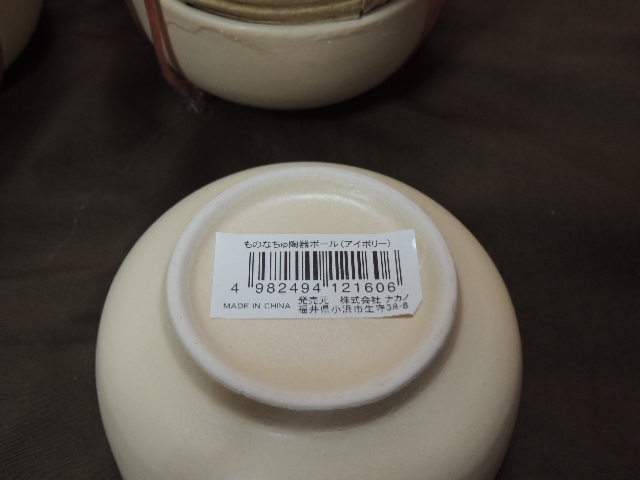 ものなちゅ陶器ボール(アイボリー)
4 982494 121606
MADE IN CHINA 発売元 株式会社 ナカノ
福井県小浜市生守38-8